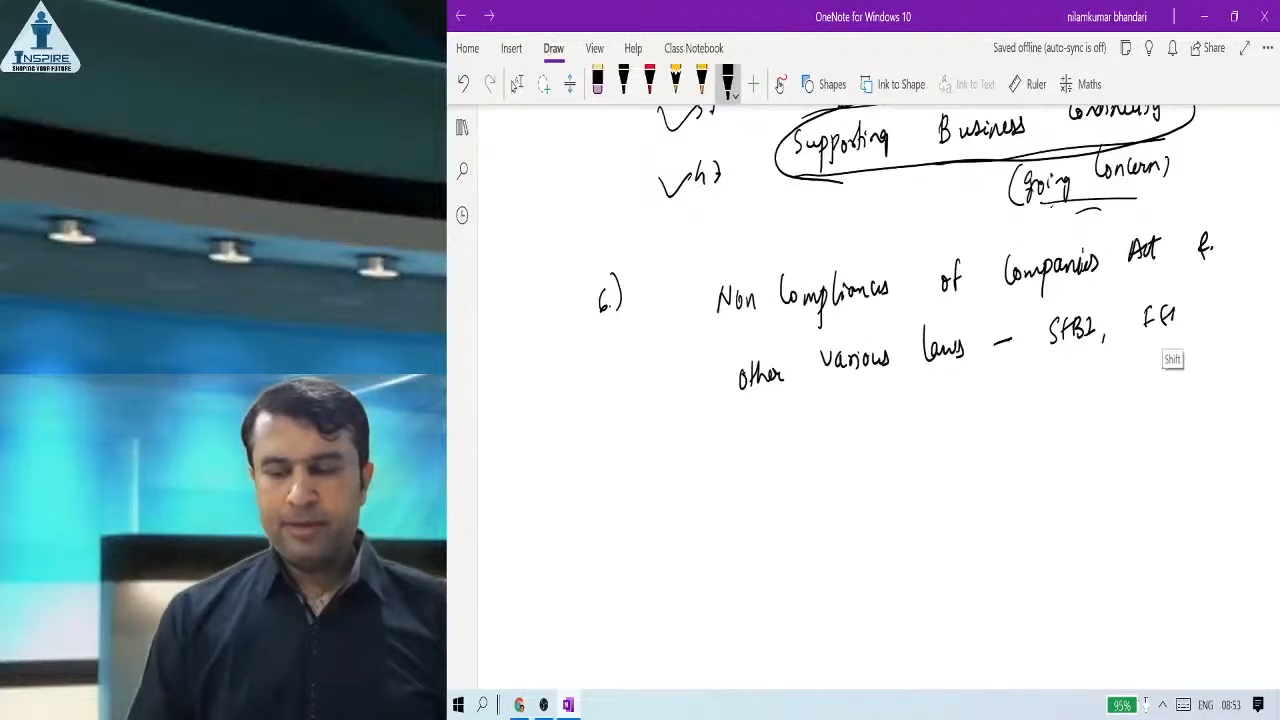 INSPIRE
SHAPING YOUR FUTURE
OneNote for Windows 10
nilamkumar bhandari
Home Insert Draw View Help Class Notebook
Saved offline (auto-sync is off)
Share
Shapes Ink to Shape Ink to Text Ruler Maths
Supporting Business
(going Concern)
6.) Non Compliances of Companies Act &
other various laws - SEBI,
Shift
95% ENG 08:53